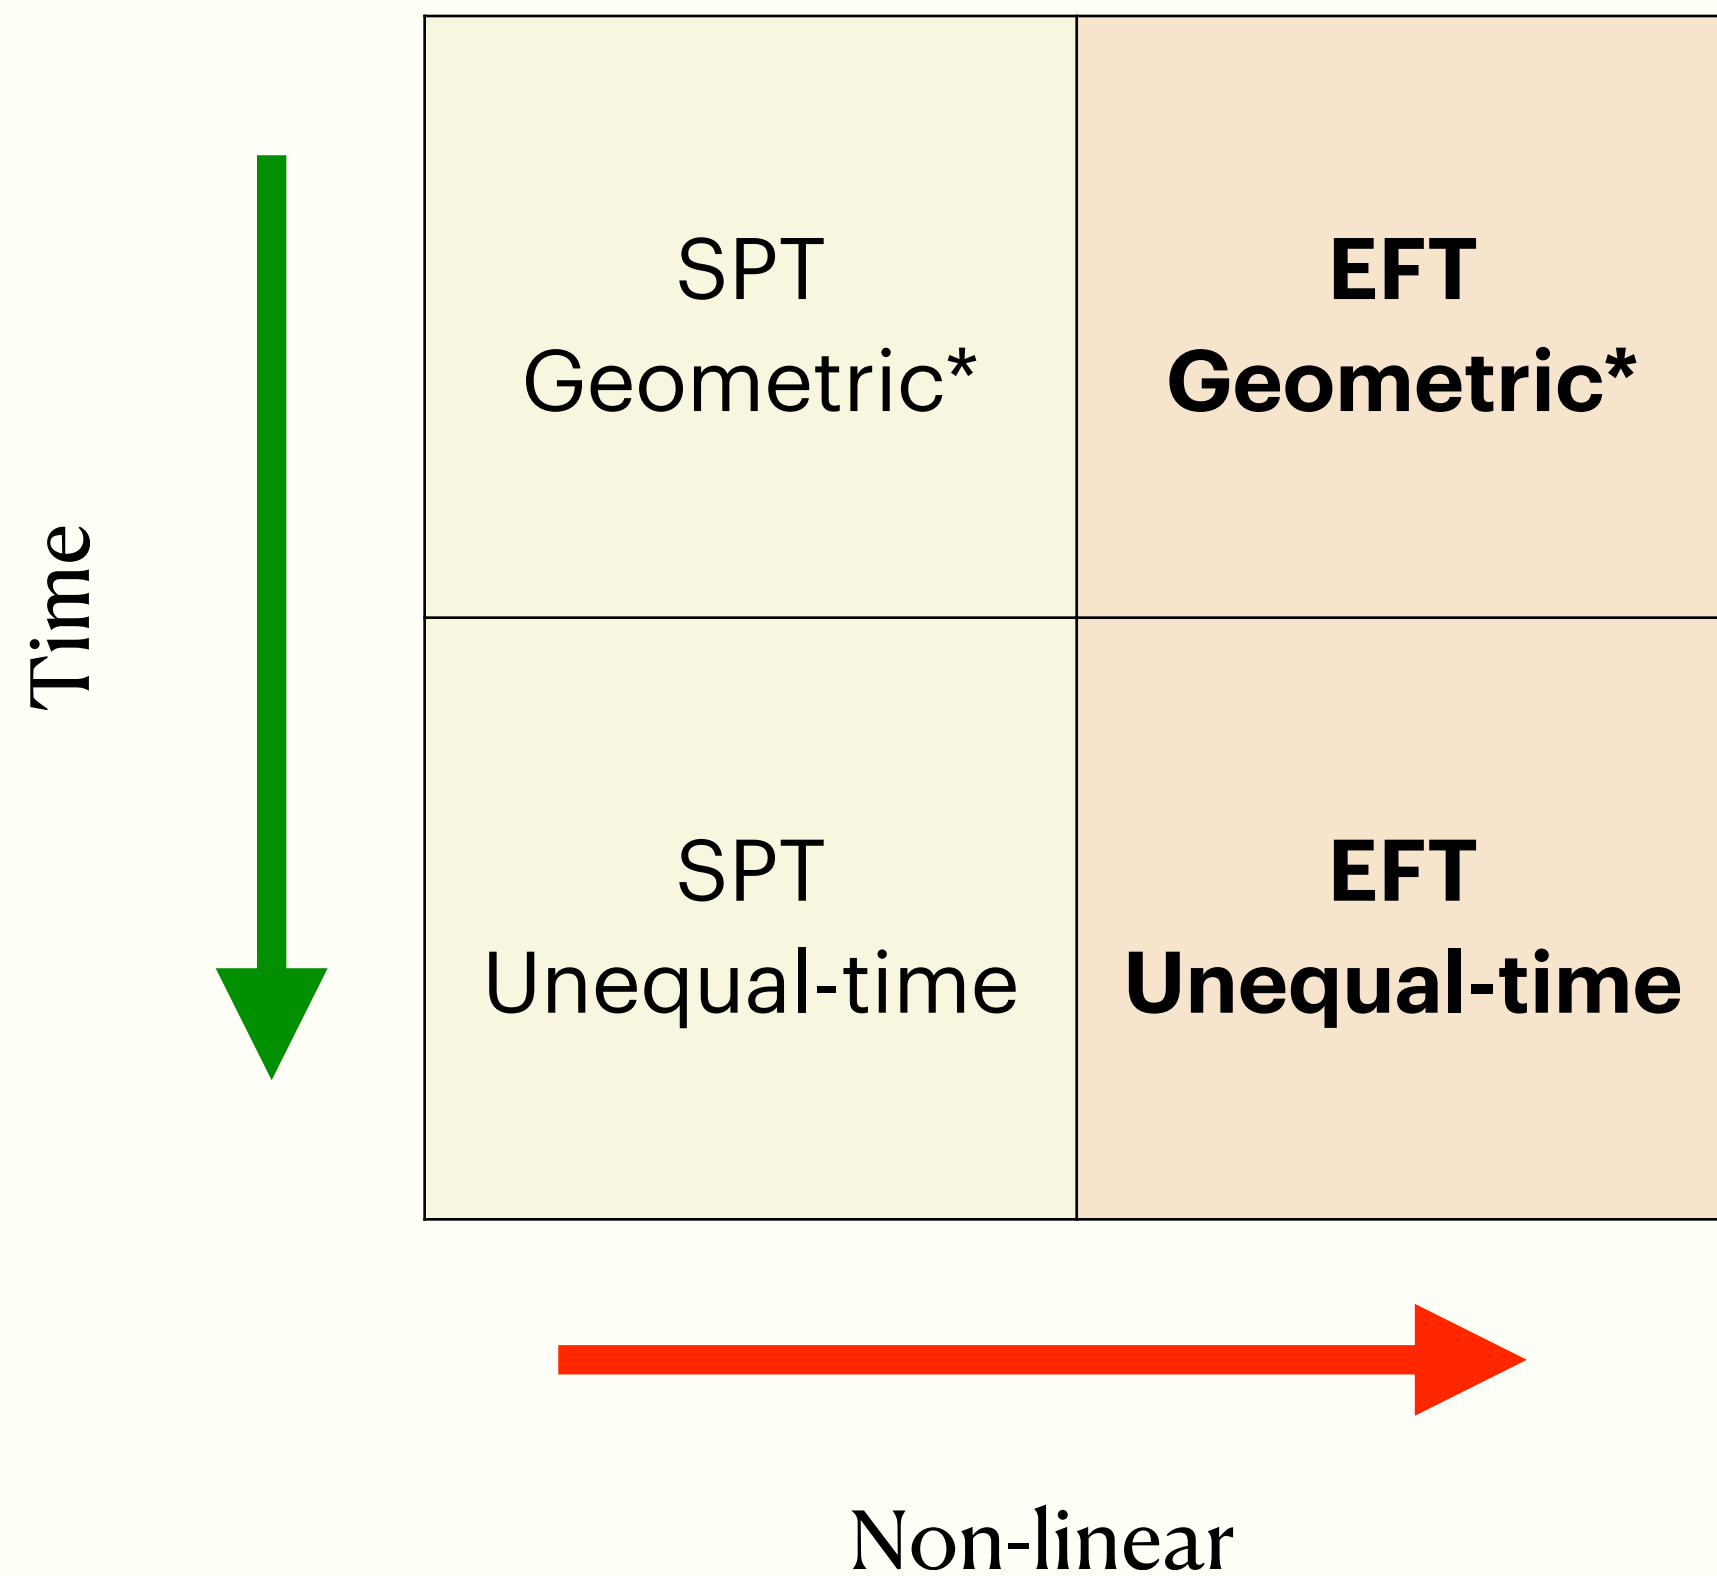 SPT
Geometric*
EFT
Geometric*
Time
SPT
Unequal-time
EFT
Unequal-time
Non-linear